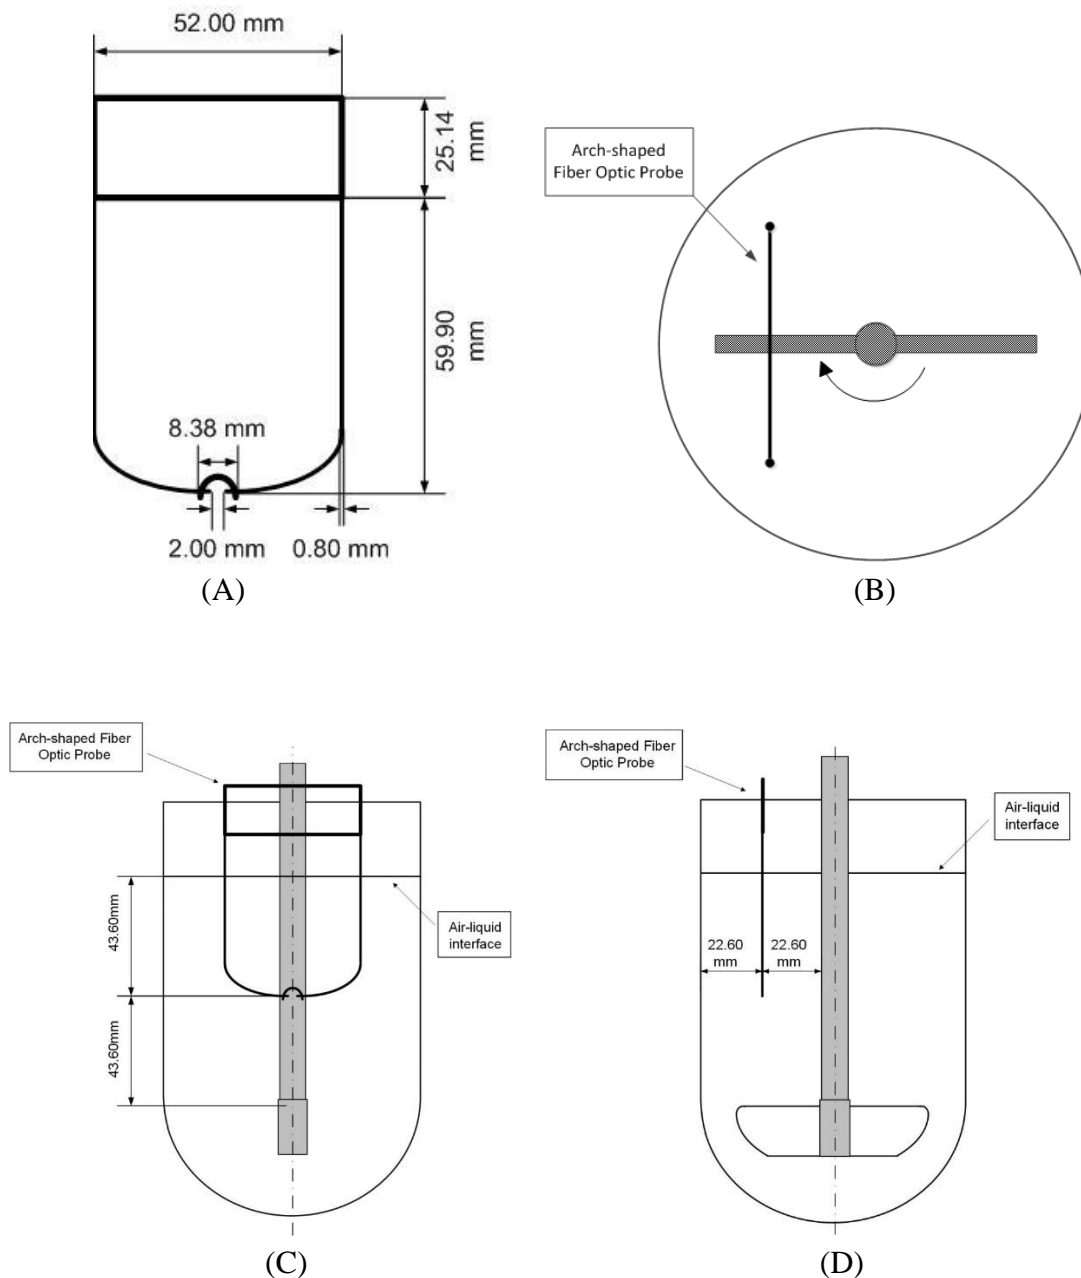 52.00 mm
25.14
mm
59.90
mm
8.38 mm
2.00 mm
0.80 mm
(A)
Arch-shaped
Fiber Optic Probe
(B)
Arch-shaped Fiber
Optic Probe
43.60mm
43.60mm
Air-liquid
interface
(C)
Arch-shaped Fiber
Optic Probe
Air-liquid
interface
22.60
mm
22.60
mm
(D)